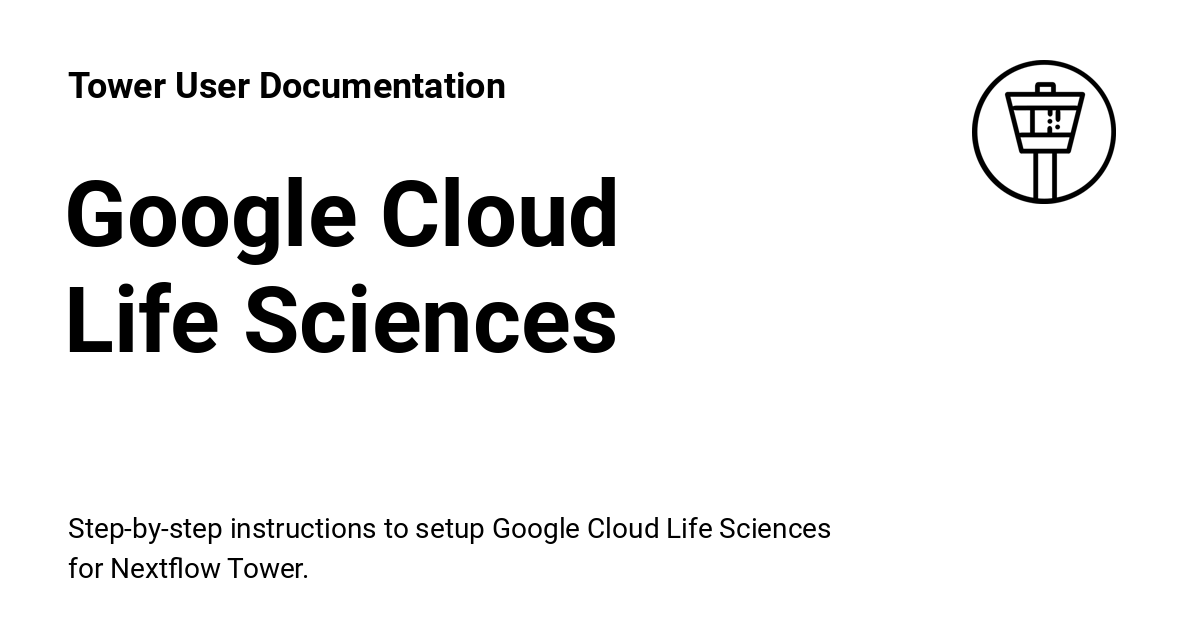 Tower User Documentation
Google Cloud
Life Sciences
Step-by-step instructions to setup Google Cloud Life Sciences
for Nextflow Tower.